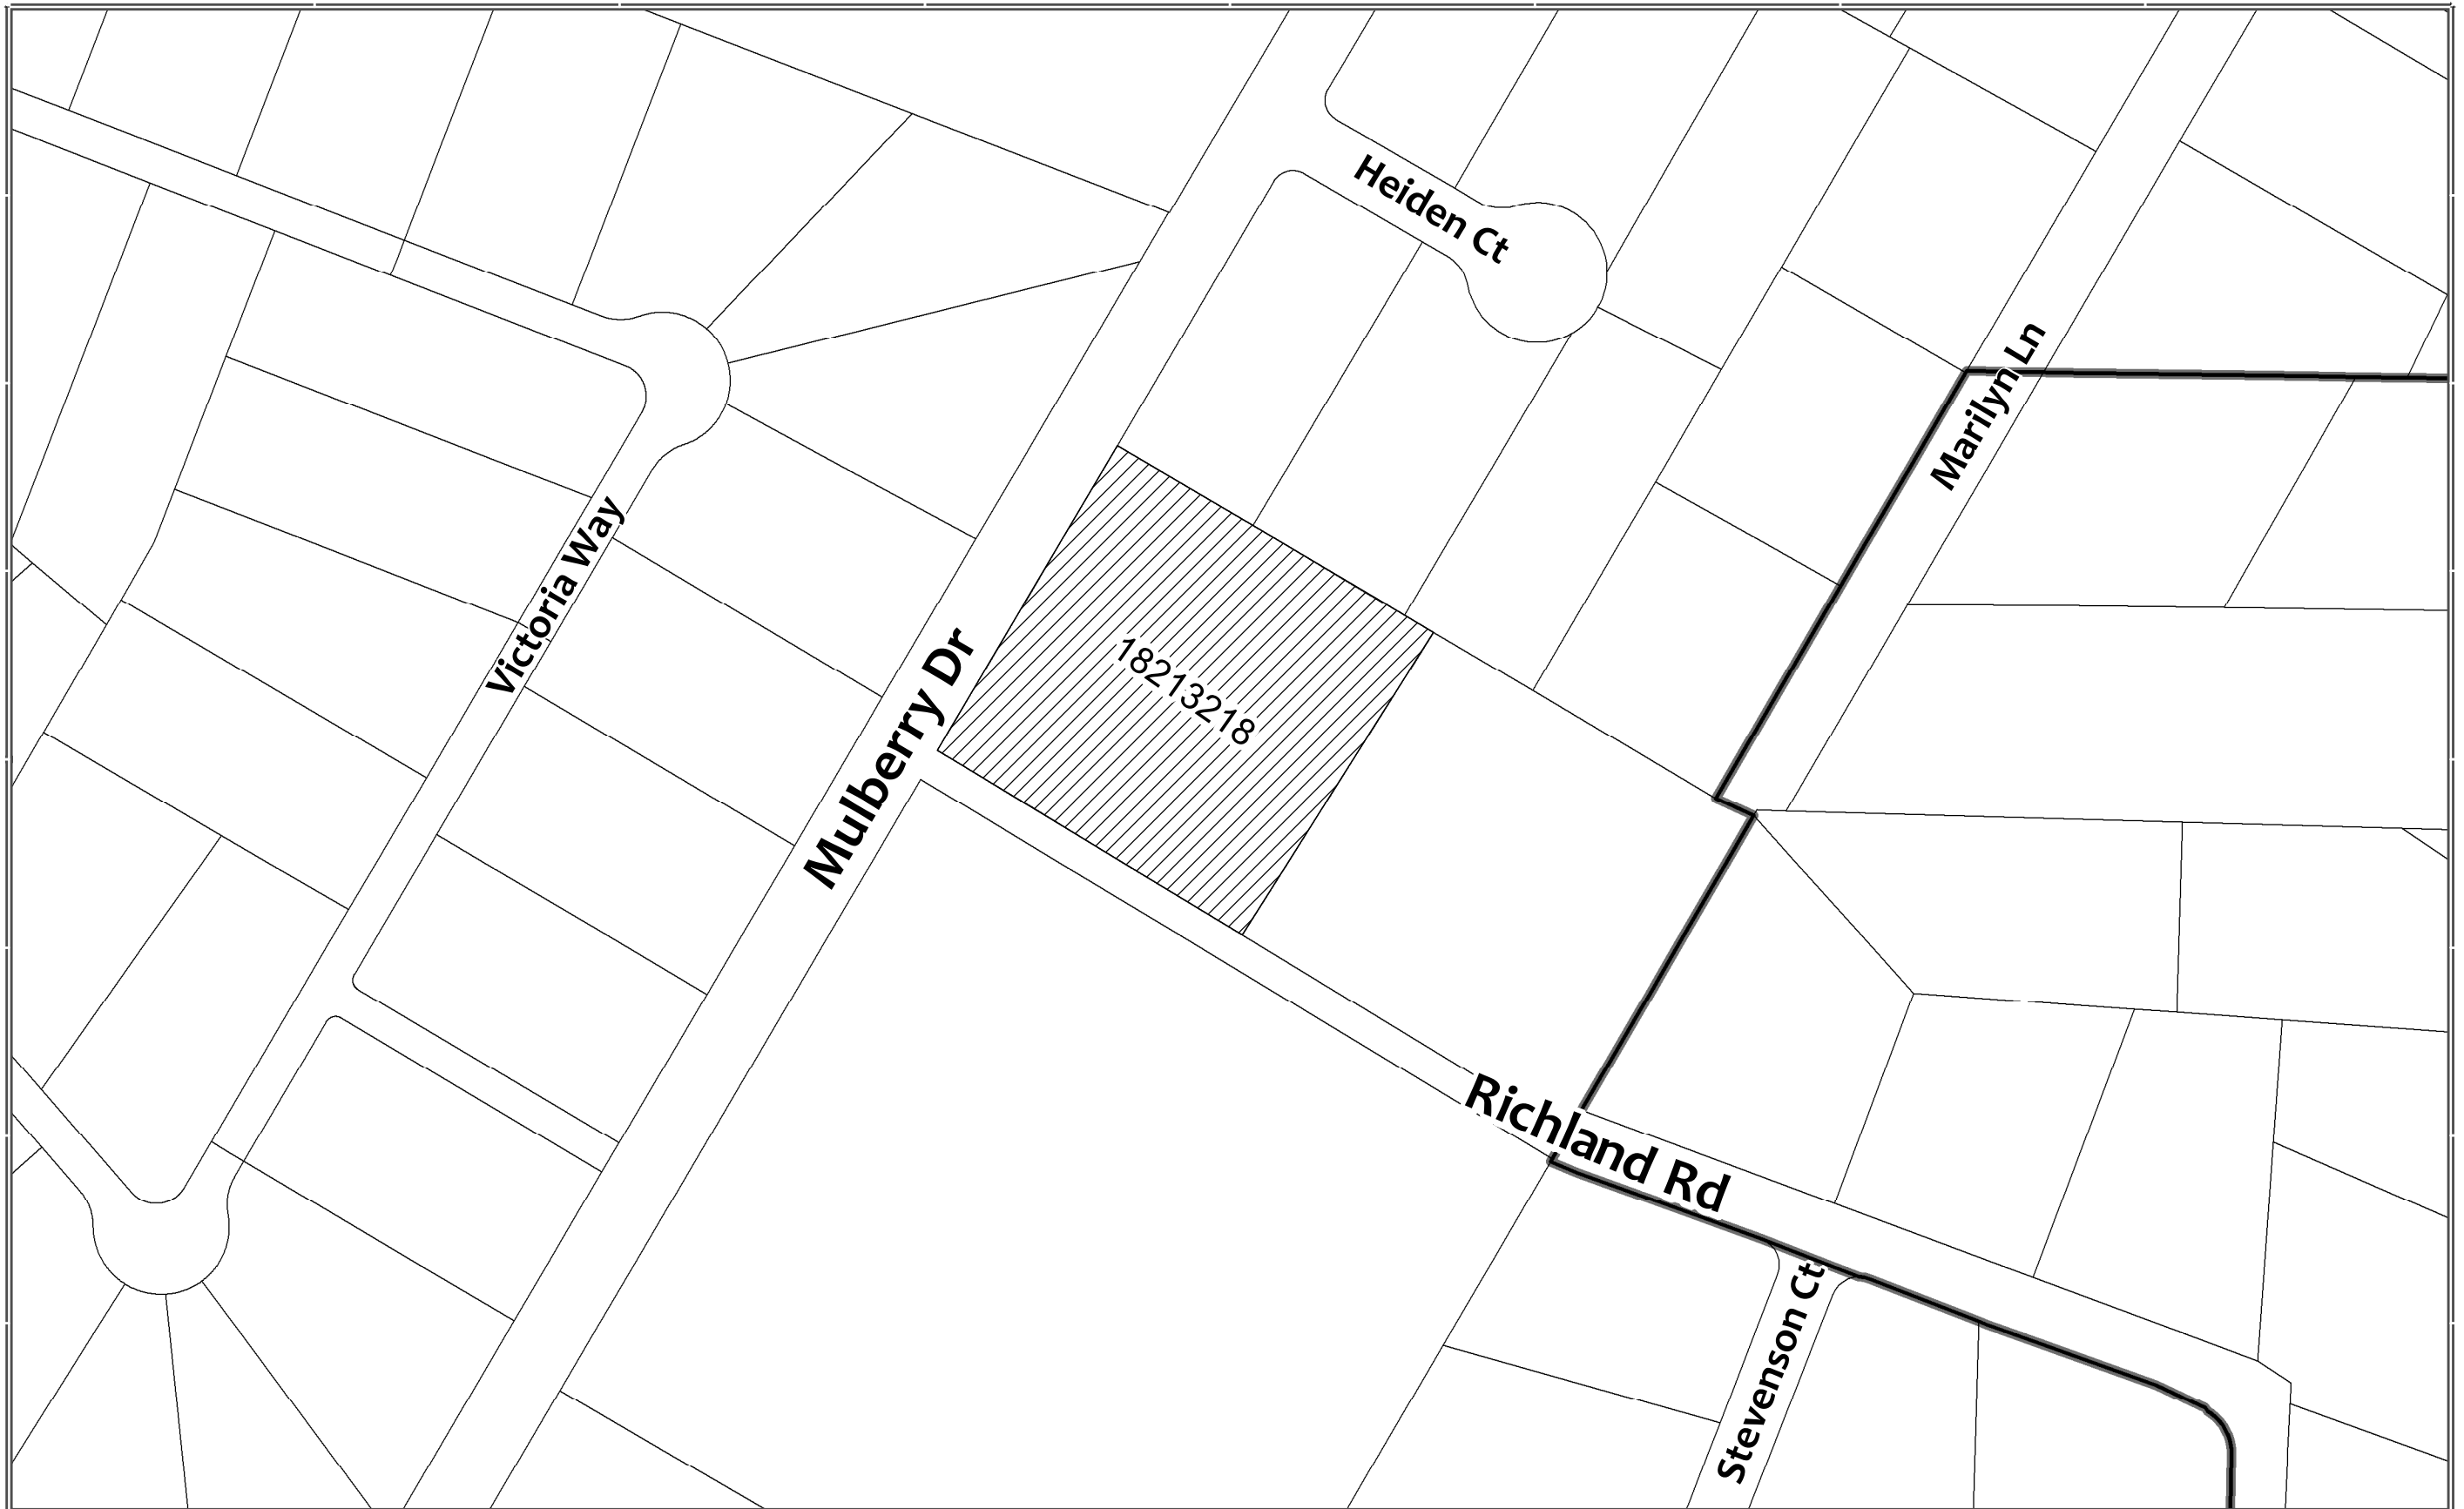 Heiden Ct
Marilyn Ln
Victoria Way
Mulberry Dr
18213218
Richland Rd
Stevenson Ct